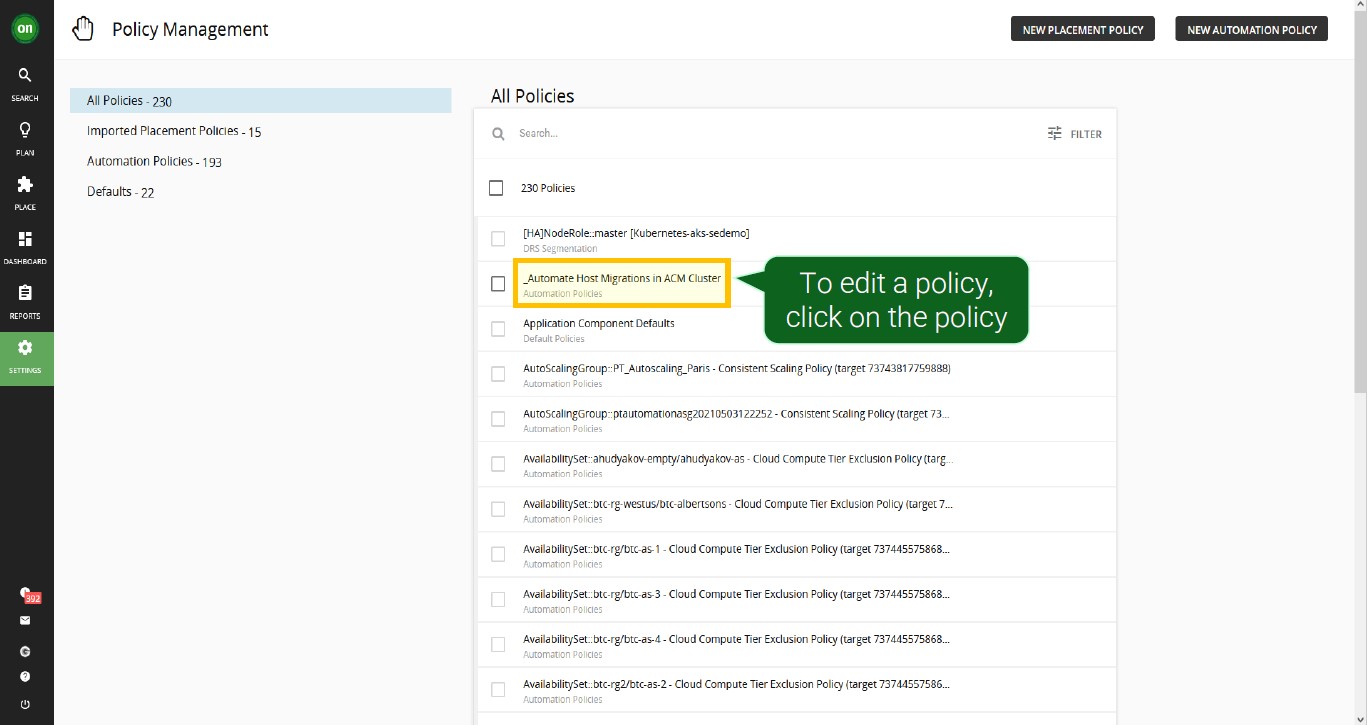 on
Policy Management
NEW PLACEMENT POLICY
NEW AUTOMATION POLICY
SEARCH
PLAN
PLACE
DASHBOARD
REPORTS
SETTINGS
392
All Policies - 230
Imported Placement Policies - 15
Automation Policies - 193
Defaults - 22
All Policies
Search...
FILTER
230 Policies
[HA]NodeRole::master [Kubernetes-aks-sedemo]
DRS Segmentation
_Automate Host Migrations in ACM Cluster
Automation Policies
To edit a policy,
click on the policy
Application Component Defaults
Default Policies
AutoScalingGroup::PT_Autoscaling_Paris - Consistent Scaling Policy (target 73743817759888)
Automation Policies
AutoScalingGroup::ptautomationasg20210503122252 - Consistent Scaling Policy (target 73...
Automation Policies
AvailabilitySet::ahudyakov-empty/ahudyakov-as - Cloud Compute Tier Exclusion Policy (targ...
Automation Policies
AvailabilitySet::btc-rg-westus/btc-albertsons - Cloud Compute Tier Exclusion Policy (target 7...
Automation Policies
AvailabilitySet::btc-rg/btc-as-1 - Cloud Compute Tier Exclusion Policy (target 737445575868...
Automation Policies
AvailabilitySet::btc-rg/btc-as-3 - Cloud Compute Tier Exclusion Policy (target 737445575868...
Automation Policies
AvailabilitySet::btc-rg/btc-as-4 - Cloud Compute Tier Exclusion Policy (target 737445575868...
Automation Policies
AvailabilitySet::btc-rg2/btc-as-2 - Cloud Compute Tier Exclusion Policy (target 73744557586...
Automation Policies